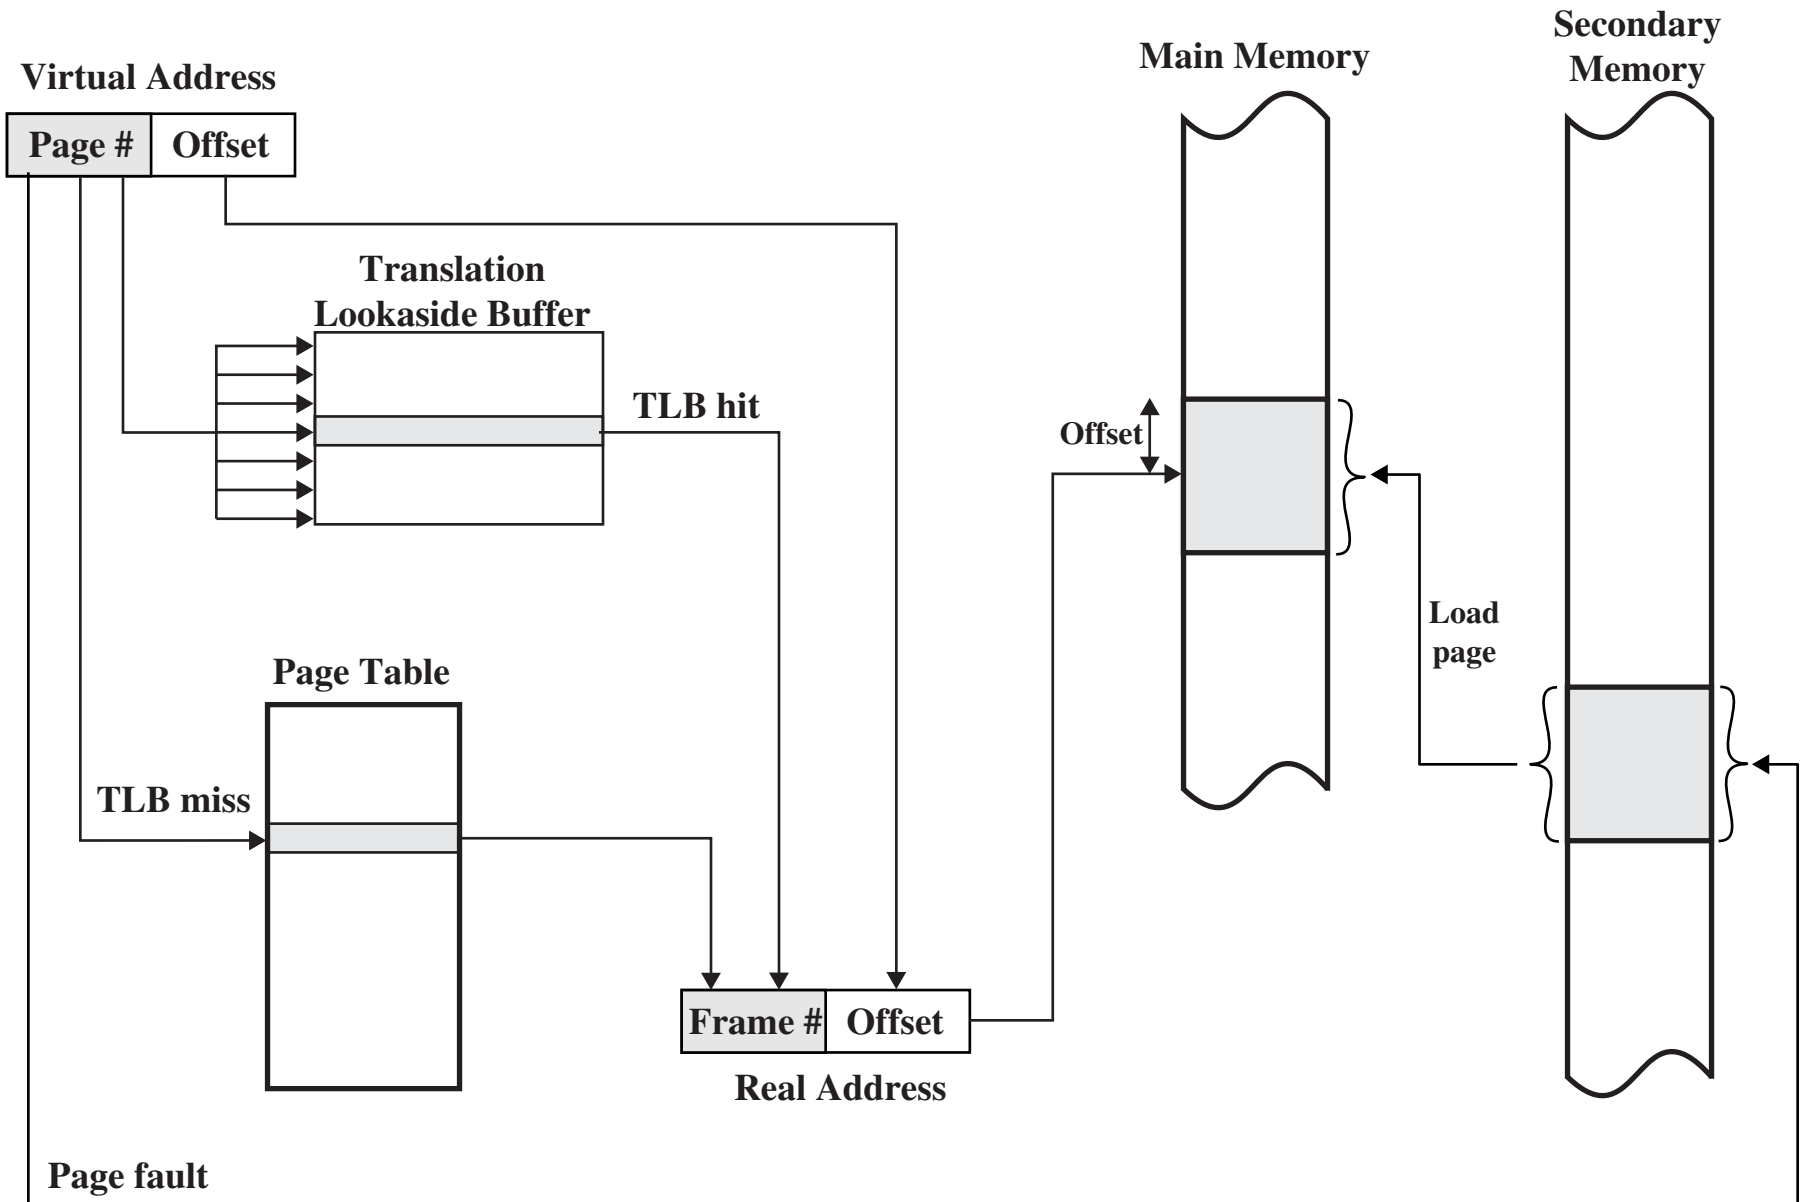 Secondary
Memory
Main Memory
Virtual Address
Page #
Offset
Translation
Lookaside Buffer
TLB hit
Offset
Load
page
Page Table
TLB miss
Frame #
Offset
Real Address
Page fault